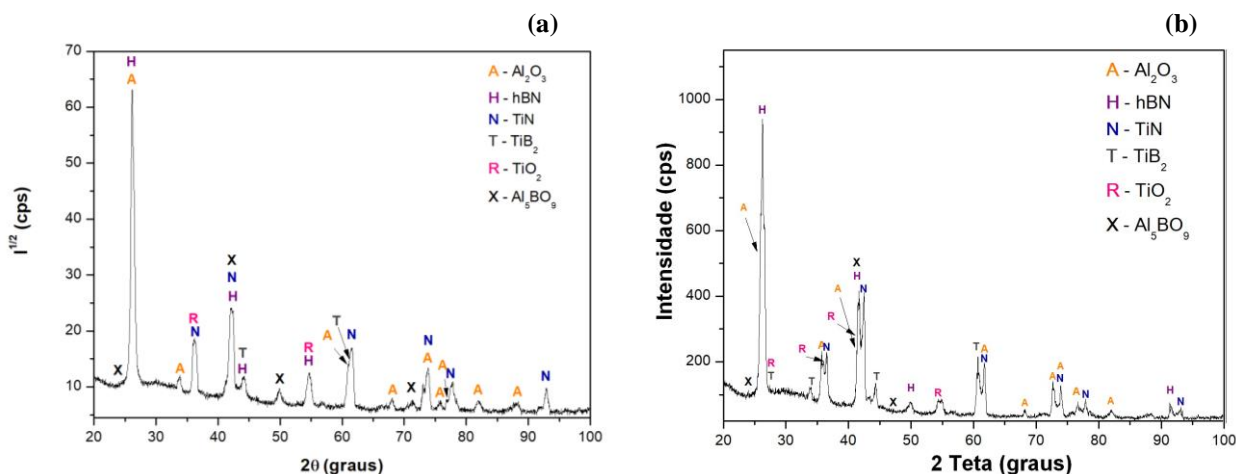 (a)
70
60
50
40
30
20
10
I^1/2 (cps)
20 30 40 50 60 70 80 90 100
2θ (graus)
A - Al₂O₃
H - hBN
N - TiN
T - TiB₂
R - TiO₂
X - Al₅BO₉
H
A
X
A
R
N
X
N
H
T
H
X
R
H
A
T
N
A
X
N
A
A
A
N
A
A
N
(b)
1000
800
600
400
200
Intensidade (cps)
20 30 40 50 60 70 80 90 100
2 Teta (graus)
A - Al₂O₃
H - hBN
N - TiN
T - TiB₂
R - TiO₂
X - Al₅BO₉
H
A
X
R
T
R
T
A
N
R
A
X
H
N
T
X
H
R
T
A
N
A
A
A
N
A
N
A
H
N